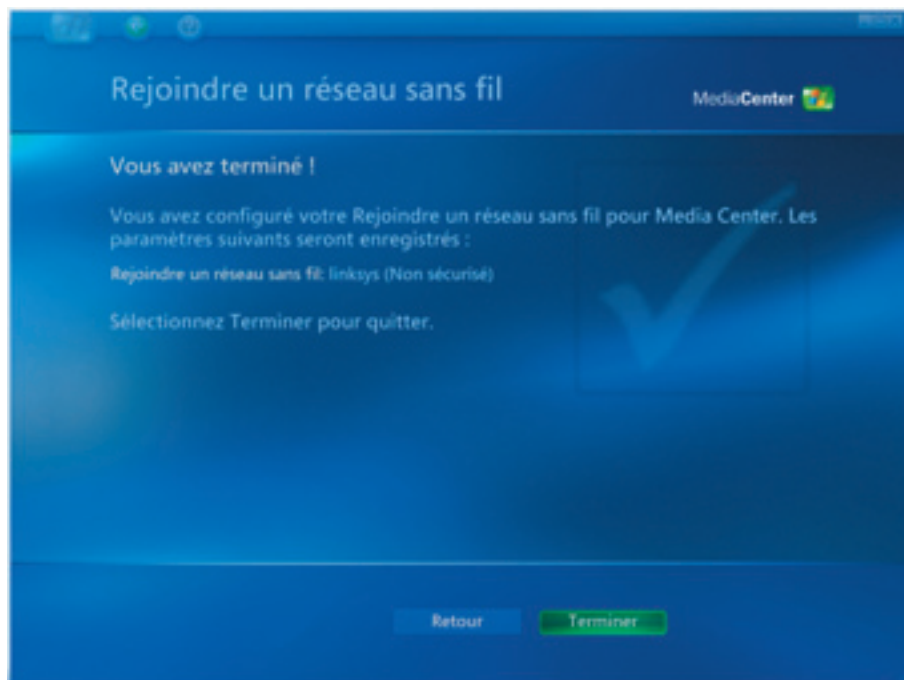 Rejoindre un réseau sans fil
MediaCenter
Vous avez terminé !
Vous avez configuré votre Rejoindre un réseau sans fil pour Media Center. Les
paramètres suivants seront enregistrés :
Rejoindre un réseau sans fil: linksys (Non sécurisé)
Sélectionnez Terminer pour quitter.
Retour
Terminer